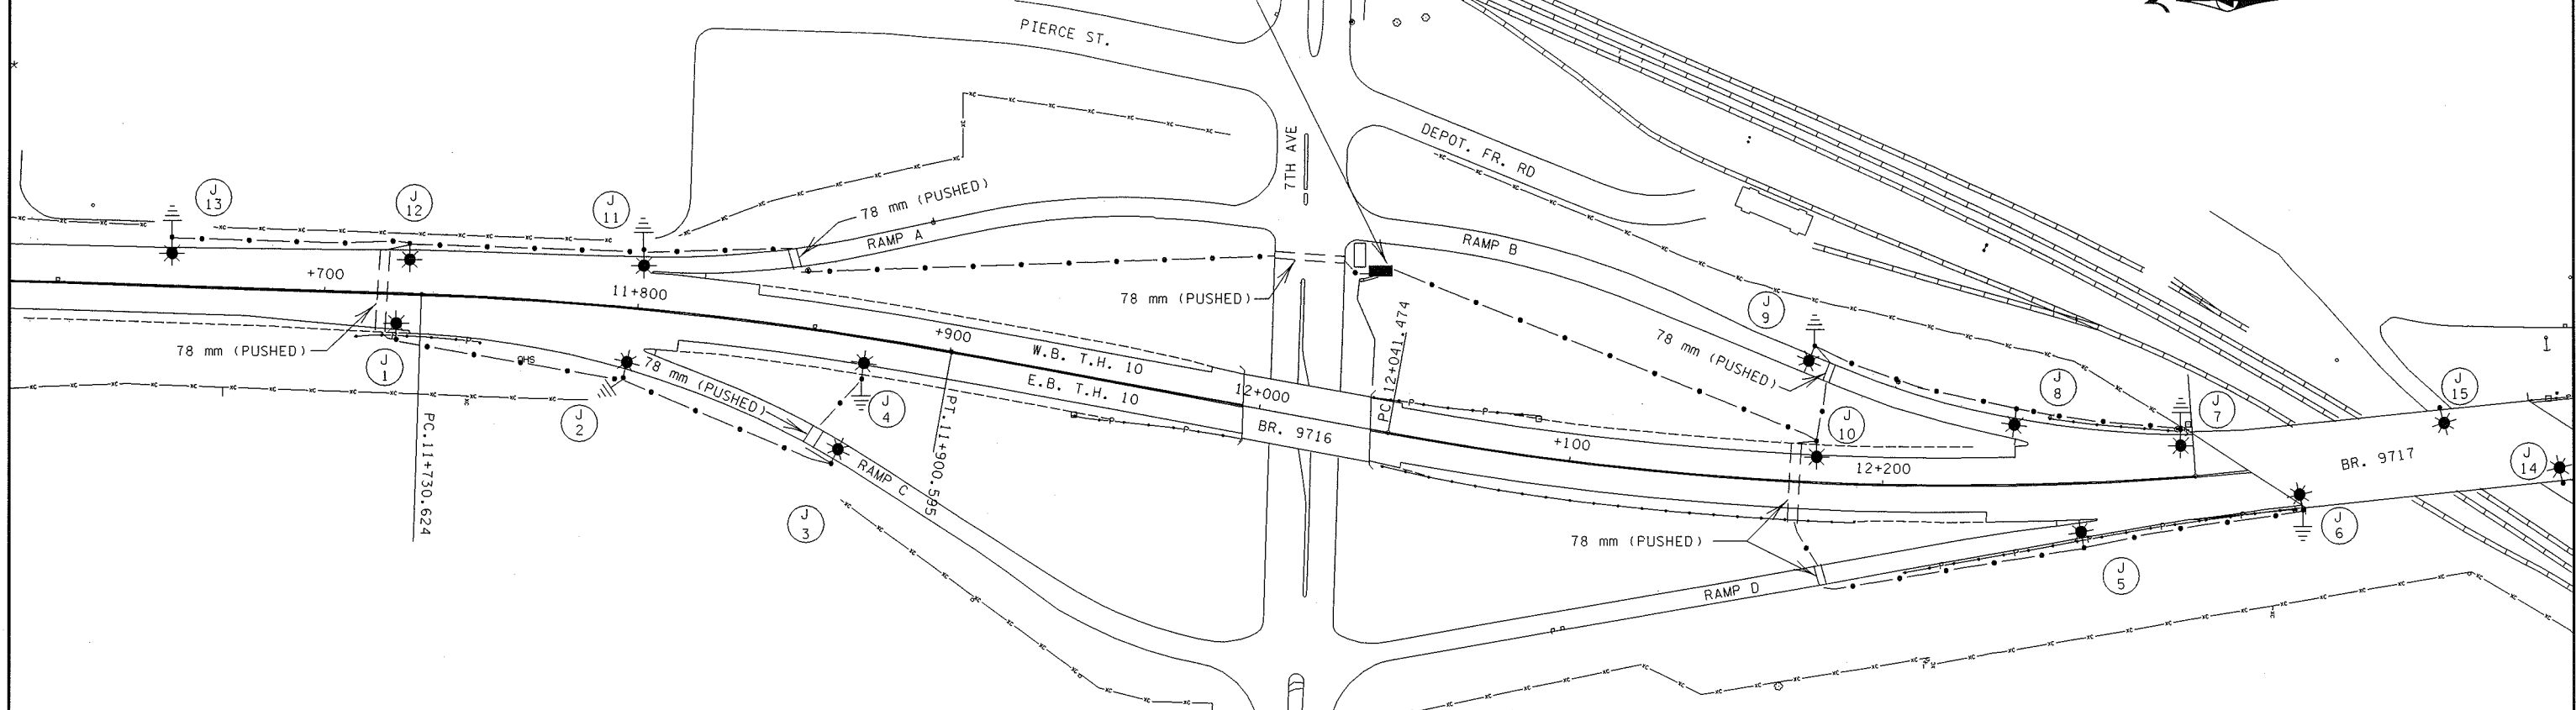 PIERCE ST.
7TH AVE
DEPOT. FR. RD
J
13
J
12
J
11
78 mm (PUSHED)
RAMP A
RAMP B
+700
11+800
78 mm (PUSHED)
78 mm (PUSHED)
J
1
OHS
J
2
78 mm (PUSHED)
J
4
+900
W.B. T.H. 10
E.B. T.H. 10
12+000
BR. 9716
PC.11+730.624
PT.11+900.595
PC 12+041.474
J
9
78 mm (PUSHED)
J
8
J
7
J
10
+100
12+200
J
15
BR. 9717
J
14
RAMP C
J
3
78 mm (PUSHED)
J
6
J
5
RAMP D